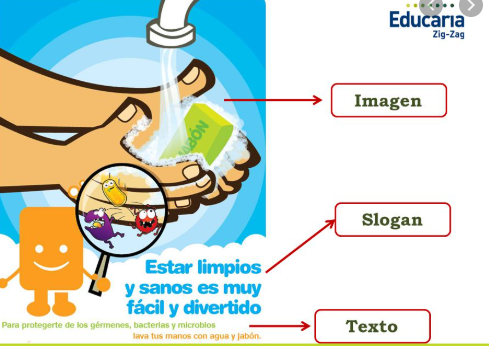 Educaria
Zig-Zag
Imagen
JABÓN
Slogan
Estar limpios
y sanos es muy
fácil y divertido
Para protegerte de los gérmenes, bacterias y microbios
lava tus manos con agua y jabón.
Texto